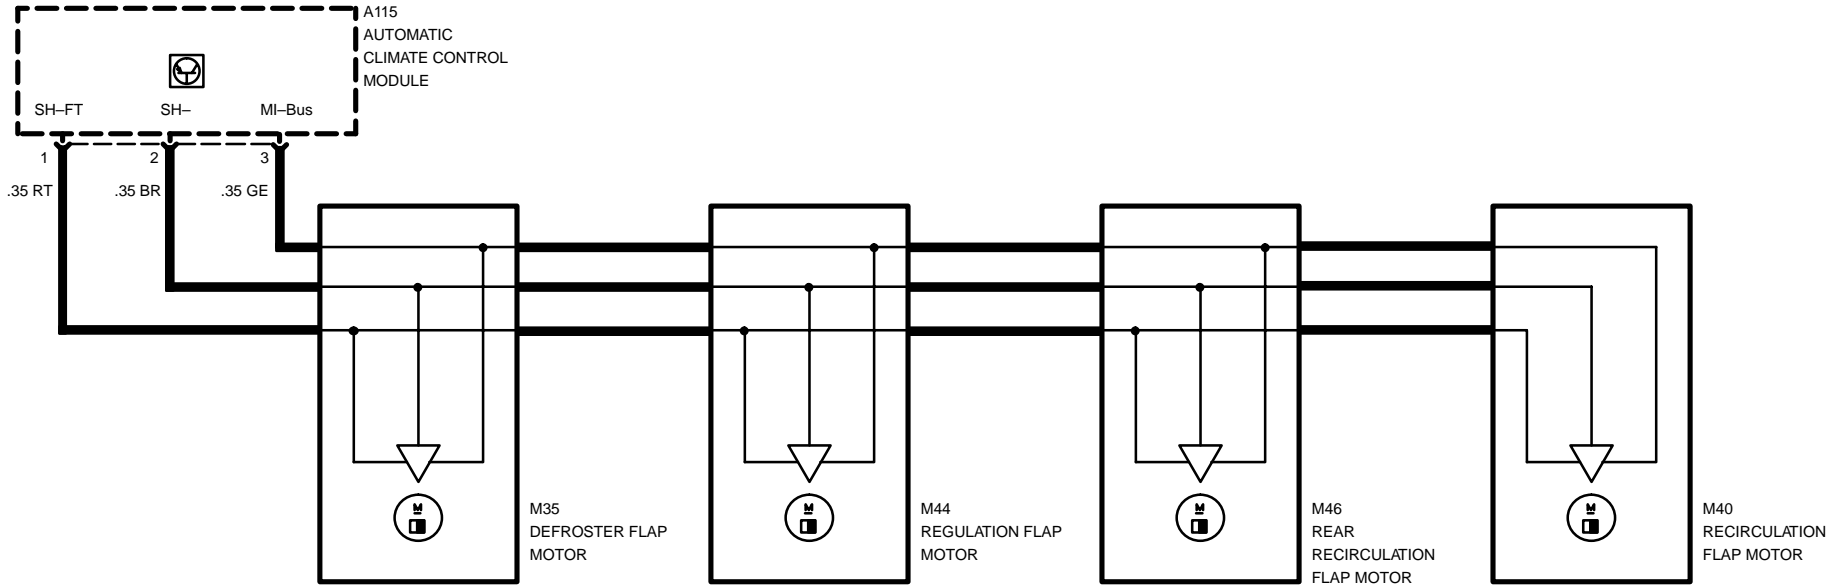 A115
AUTOMATIC
CLIMATE CONTROL
MODULE
SH–FT
SH–
MI–Bus
1
2
3
.35 RT
.35 BR
.35 GE
M
M
M
M
M35
DEFROSTER FLAP
MOTOR
M44
REGULATION FLAP
MOTOR
M46
REAR
RECIRCULATION
FLAP MOTOR
M40
RECIRCULATION
FLAP MOTOR